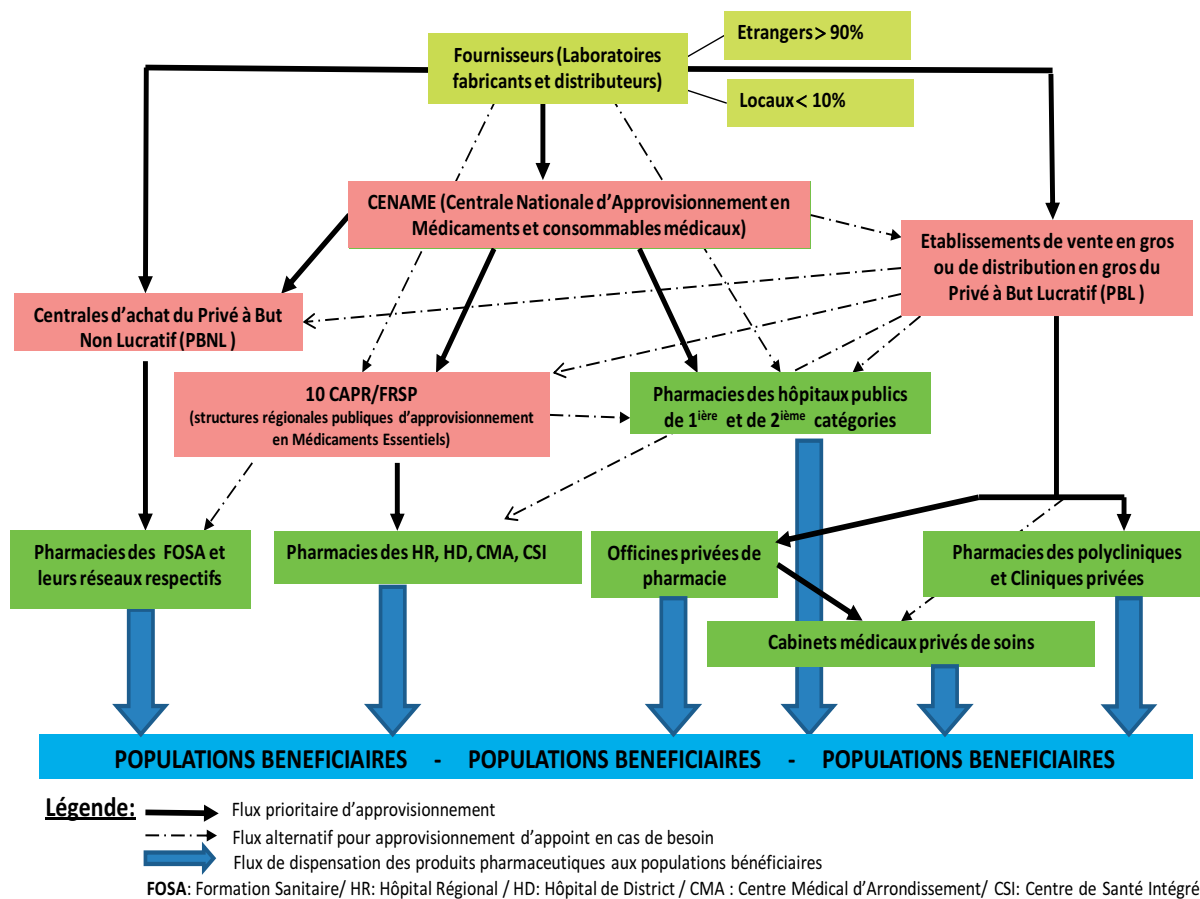 Fournisseurs (Laboratoires
fabricants et distributeurs)
Etrangers > 90%
Locaux < 10%
CENAME (Centrale Nationale d'Approvisionnement en
Médicaments et consommables médicaux)
Etablissements de vente en gros
ou de distribution en gros du
Privé à But Lucratif (PBL )
Centrales d'achat du Privé à But
Non Lucratif (PBNL )
10 CAPR/FRSP
(structures régionales publiques d'approvisionnement
en Médicaments Essentiels)
Pharmacies des hôpitaux publics
de 1ière et de 2ième catégories
Pharmacies des FOSA et
leurs réseaux respectifs
Pharmacies des HR, HD, CMA, CSI
Officines privées de
pharmacie
Pharmacies des polycliniques
et Cliniques privées
Cabinets médicaux privés de soins
POPULATIONS BENEFICIAIRES - POPULATIONS BENEFICIAIRES - POPULATIONS BENEFICIAIRES
Légende:
Flux prioritaire d'approvisionnement
Flux alternatif pour approvisionnement d'appoint en cas de besoin
Flux de dispensation des produits pharmaceutiques aux populations bénéficiaires
FOSA: Formation Sanitaire/ HR: Hôpital Régional / HD: Hôpital de District / CMA : Centre Médical d'Arrondissement/ CSI: Centre de Santé Intégré